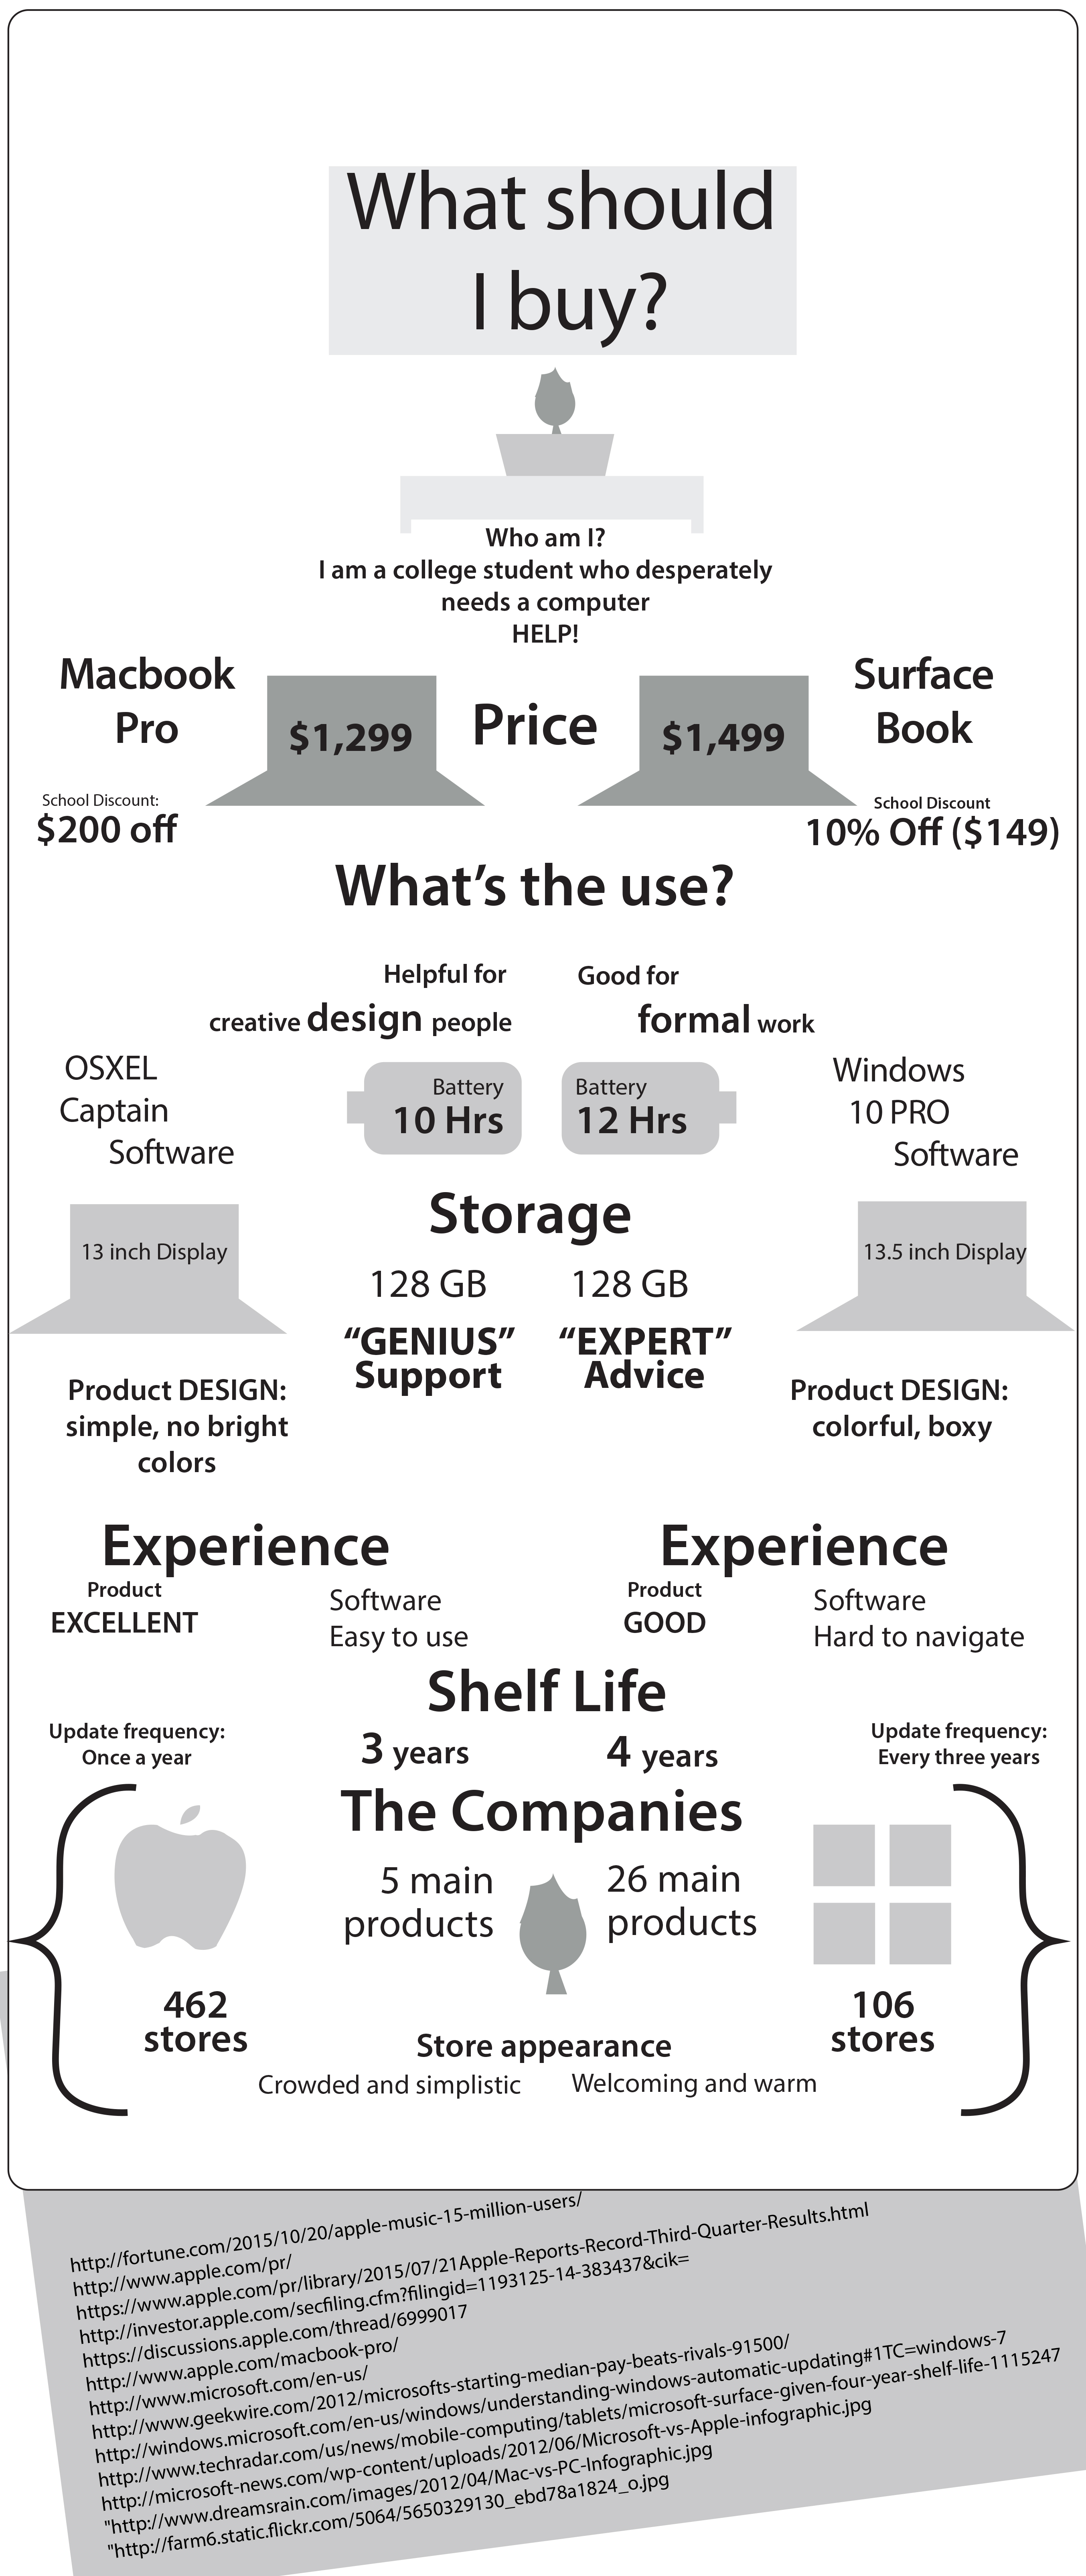 What should
I buy?
Who am I?
I am a college student who desperately
needs a computer
HELP!
Macbook
Pro
$1,299
Price
$1,499
Surface
Book
School Discount:
$200 off
School Discount
10% Off ($149)
What's the use?
Helpful for
creative design people
Good for
formal work
OSXEL
Captain
Software
Battery
10 Hrs
Battery
12 Hrs
Windows
10 PRO
Software
Storage
13 inch Display
128 GB
128 GB
13.5 inch Display
“GENIUS”
Support
“EXPERT”
Advice
Product DESIGN:
simple, no bright
colors
Product DESIGN:
colorful, boxy
Experience
Product
EXCELLENT
Software
Easy to use
Experience
Product
GOOD
Software
Hard to navigate
Shelf Life
Update frequency:
Once a year
3 years
4 years
Update frequency:
Every three years
The Companies
5 main
products
26 main
products
462
stores
106
stores
Store appearance
Crowded and simplistic
Welcoming and warm
http://fortune.com/2015/10/20/apple-music-15-million-users/
http://www.apple.com/pr/
https://www.apple.com/pr/library/2015/07/21Apple-Reports-Record-Third-Quarter-Results.html
http://investor.apple.com/secfiling.cfm?filingid=1193125-14-383437&cik=
https://discussions.apple.com/thread/6999017
http://www.apple.com/macbook-pro/
http://www.microsoft.com/en-us/
http://www.geekwire.com/2012/microsofts-starting-median-pay-beats-rivals-91500/
http://windows.microsoft.com/en-us/windows/understanding-windows-automatic-updating#1TC=windows-7
http://www.techradar.com/us/news/mobile-computing/tablets/microsoft-surface-given-four-year-shelf-life-1115247
http://microsoft-news.com/wp-content/uploads/2012/06/Microsoft-vs-Apple-infographic.jpg
"http://www.dreamsrain.com/images/2012/04/Mac-vs-PC-Infographic.jpg
"http://farm6.static.flickr.com/5064/5650329130_ebd78a1824_o.jpg